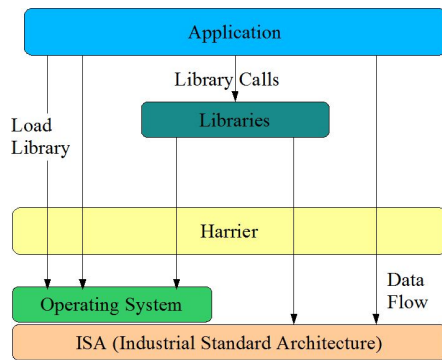 Application
Library Calls
Libraries
Load
Library
Harrier
Data
Flow
Operating System
ISA (Industrial Standard Architecture)